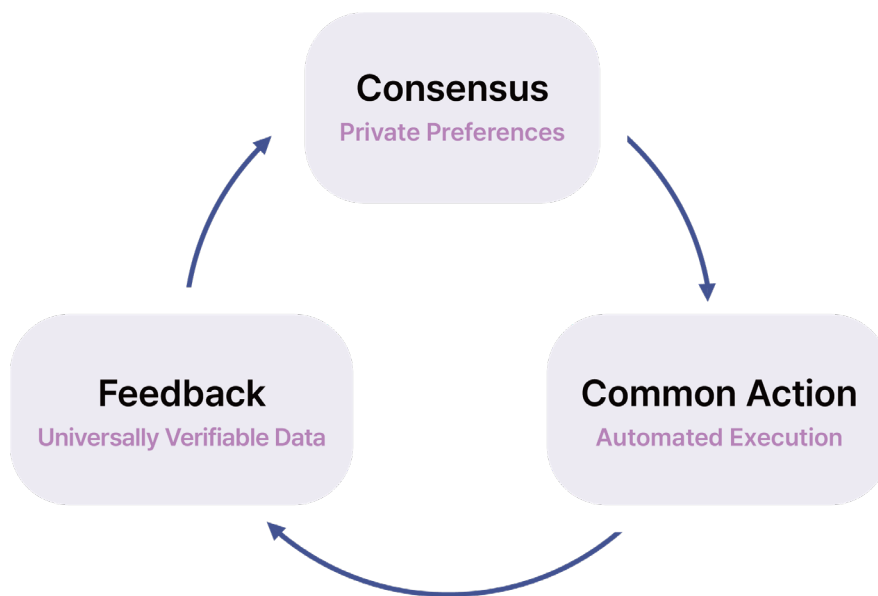 Consensus
Private Preferences
Feedback
Universally Verifiable Data
Common Action
Automated Execution